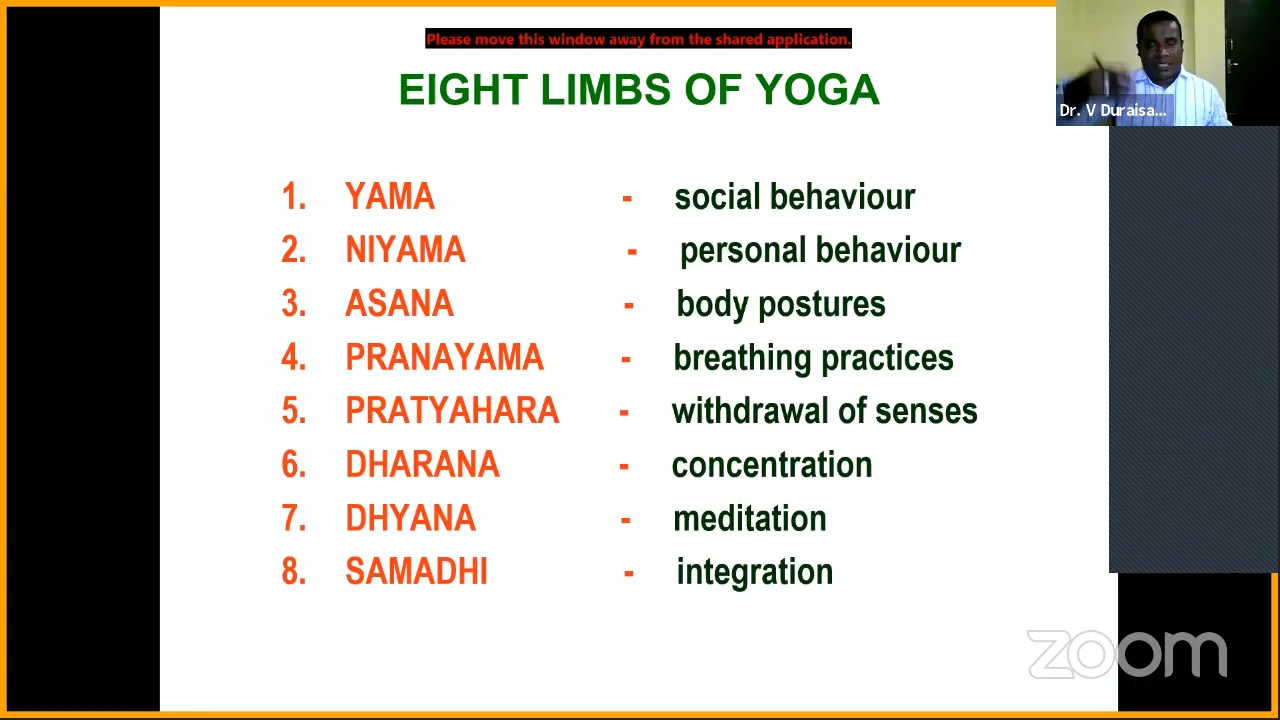 Please move this window away from the shared application.
EIGHT LIMBS OF YOGA
Dr. V Duraisa...
1. YAMA - social behaviour
2. NIYAMA - personal behaviour
3. ASANA - body postures
4. PRANAYAMA - breathing practices
5. PRATYAHARA - withdrawal of senses
6. DHARANA - concentration
7. DHYANA - meditation
8. SAMADHI - integration
zoom